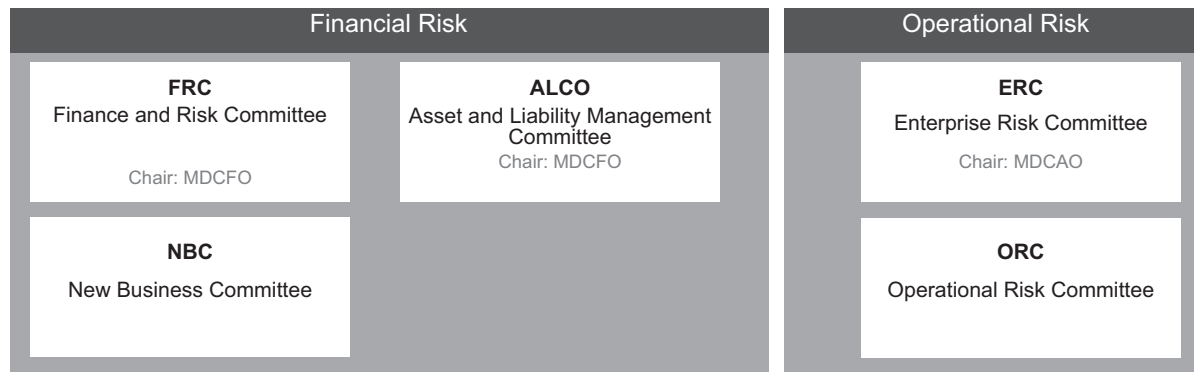 Financial Risk
FRC
Finance and Risk Committee
Chair: MDCFO
ALCO
Asset and Liability Management
Committee
Chair: MDCFO
NBC
New Business Committee
Operational Risk
ERC
Enterprise Risk Committee
Chair: MDCAO
ORC
Operational Risk Committee